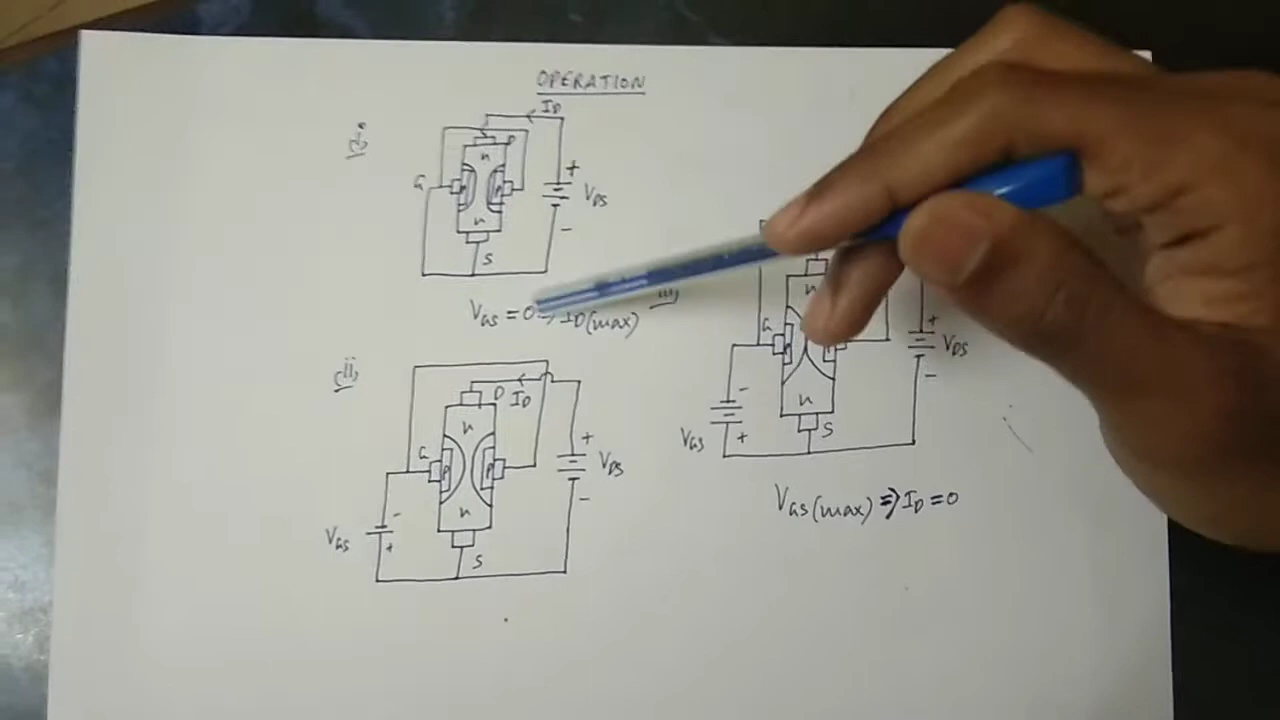 OPERATION
(i)
ID
D
n
G
P
P
+
VDS
-
n
S
VGS = 0 => ID(max)
(ii)
D
ID
n
G
P
P
+
VDS
-
n
VGS
-
+
S
(iii)
n
G
P
+
VDS
-
n
-
VGS
+
S
VGS(max) => ID = 0